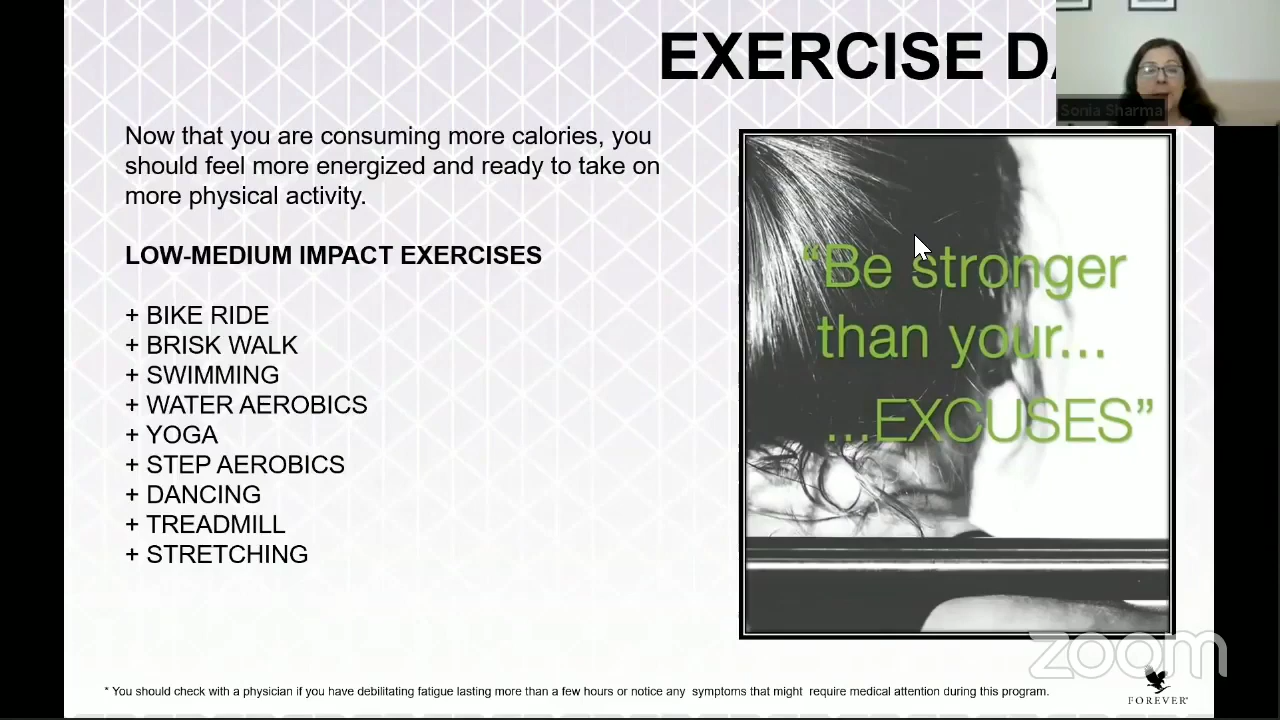 EXERCISE D
Sonia Sharma
Now that you are consuming more calories, you
should feel more energized and ready to take on
more physical activity.
LOW-MEDIUM IMPACT EXERCISES
+ BIKE RIDE
+ BRISK WALK
+ SWIMMING
+ WATER AEROBICS
+ YOGA
+ STEP AEROBICS
+ DANCING
+ TREADMILL
+ STRETCHING
“Be stronger
than your...
...EXCUSES”
zoom
* You should check with a physician if you have debilitating fatigue lasting more than a few hours or notice any symptoms that might require medical attention during this program.
FOREVER